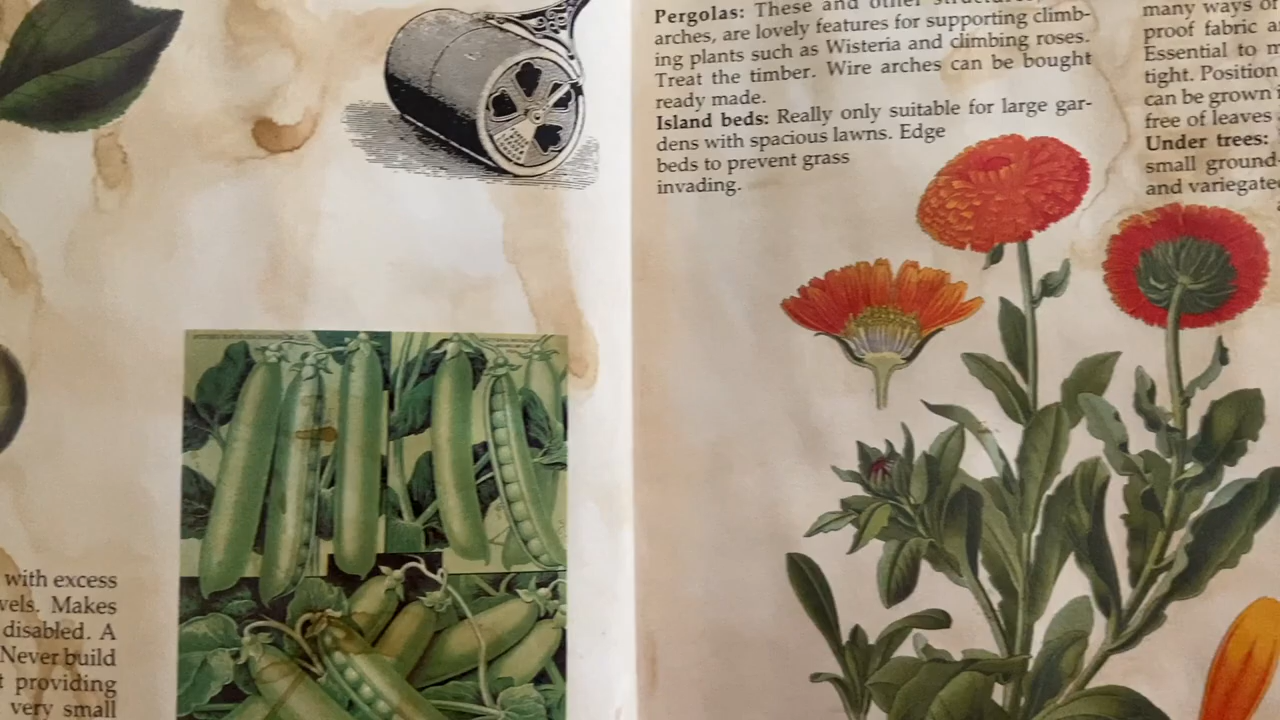 with excess
vels. Makes
disabled. A
Never build
t providing
very small
Pergolas: These and other
arches, are lovely features for supporting climb-
ing plants such as Wisteria and climbing roses.
Treat the timber. Wire arches can be bought
ready made.
Island beds: Really only suitable for large gar-
dens with spacious lawns. Edge
beds to prevent grass
invading.
many ways of
proof fabric a
Essential to m
tight. Position
can be grown i
free of leaves
Under trees:
small ground
and variegate